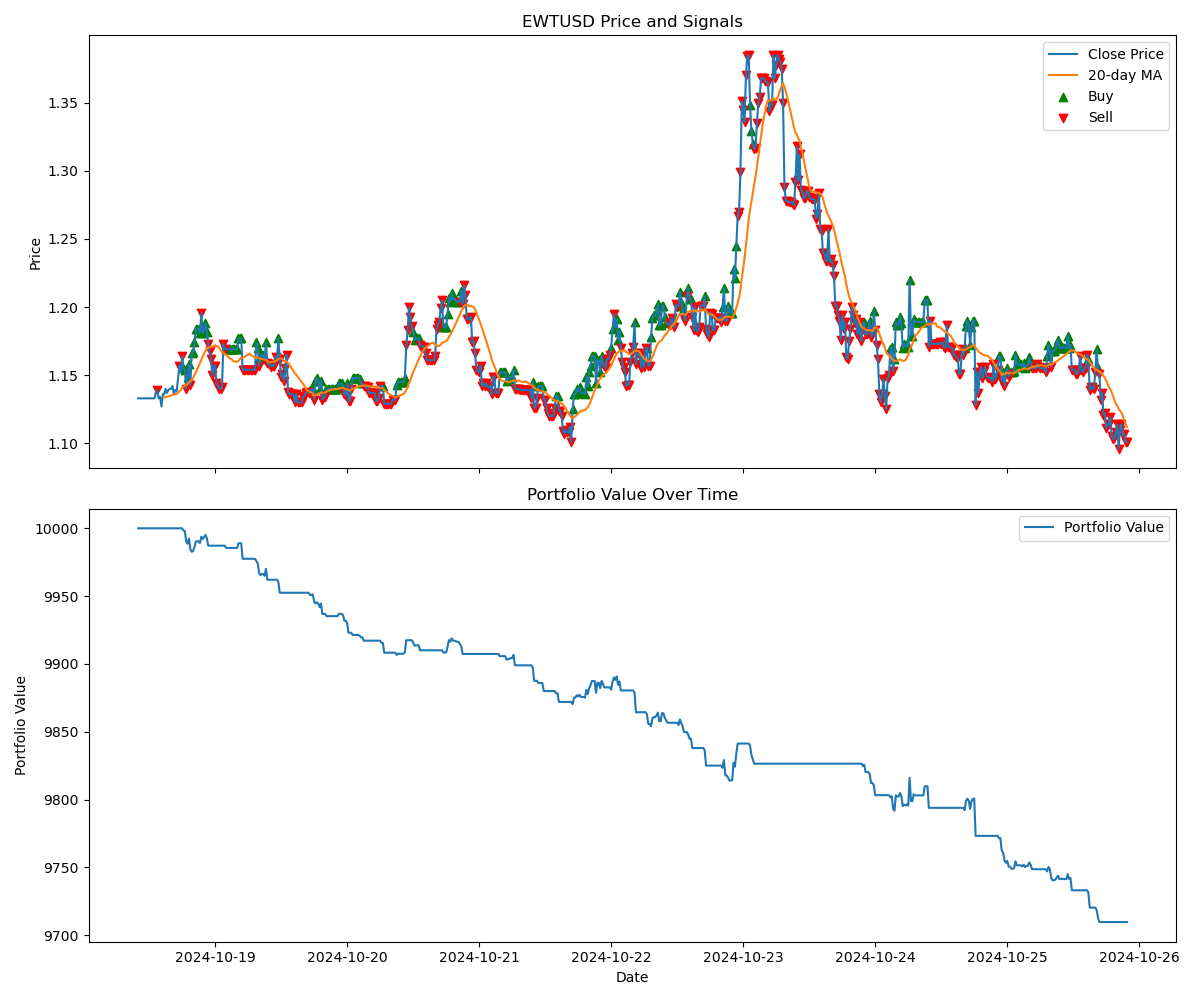 EWTUSD Price and Signals
Price
1.35
1.30
1.25
1.20
1.15
1.10
Close Price
20-day MA
Buy
Sell
Portfolio Value Over Time
Portfolio Value
10000
9950
9900
9850
9800
9750
9700
Portfolio Value
2024-10-19 2024-10-20 2024-10-21 2024-10-22 2024-10-23 2024-10-24 2024-10-25 2024-10-26
Date